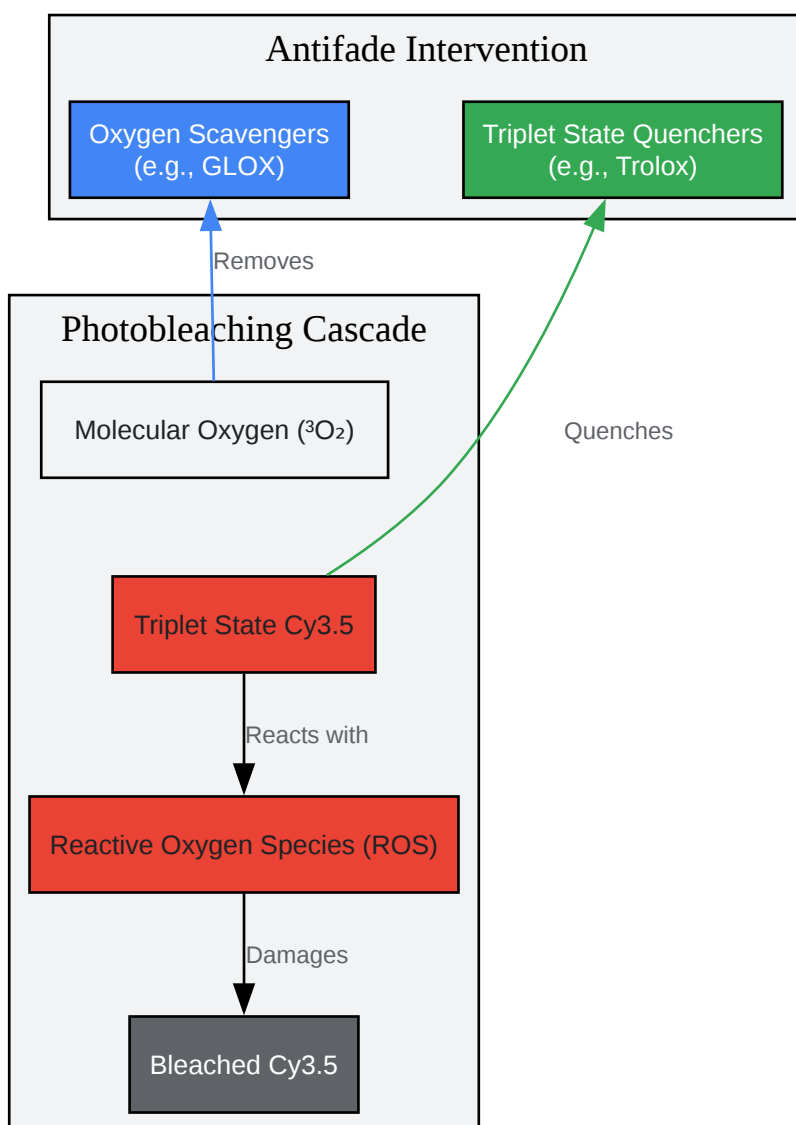 Antifade Intervention
Oxygen Scavengers
(e.g., GLOX)
Triplet State Quenchers
(e.g., Trolox)
Removes
Photobleaching Cascade
Molecular Oxygen (³O₂)
Quenches
Triplet State Cy3.5
Reacts with
Reactive Oxygen Species (ROS)
Damages
Bleached Cy3.5